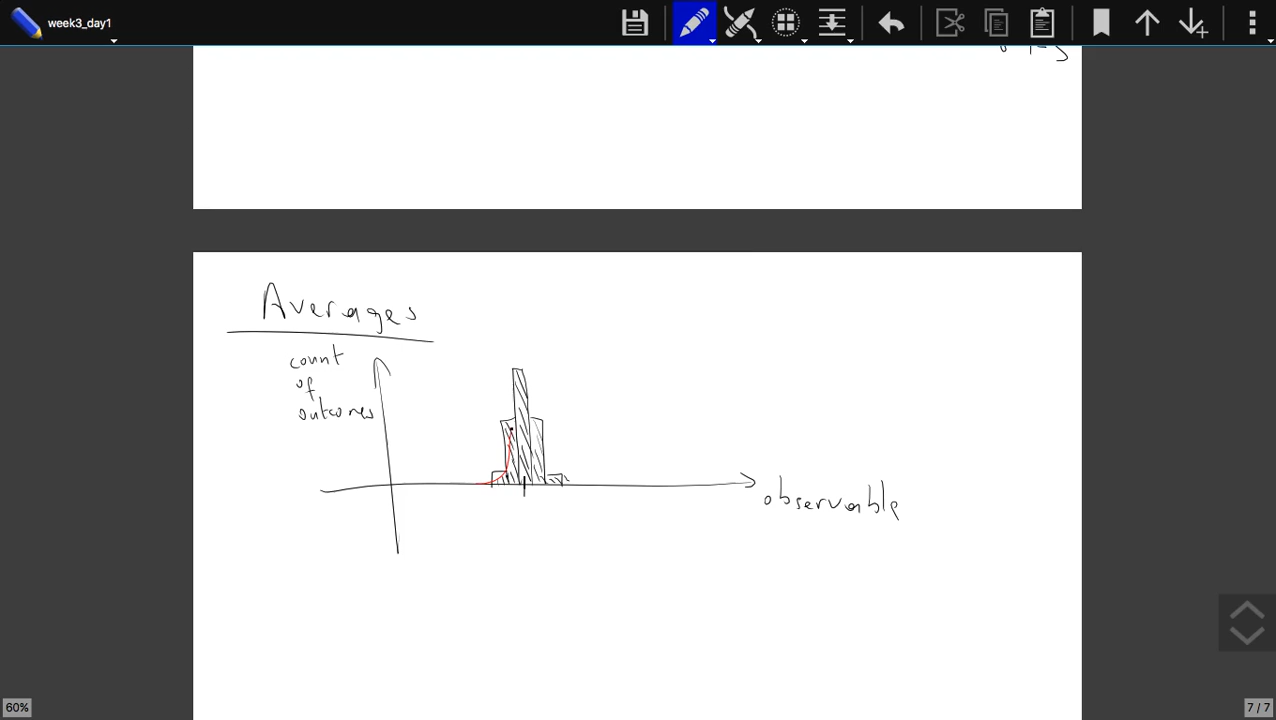 week3_day1
Averages
count
of
outcomes
observable
60%
7 / 7